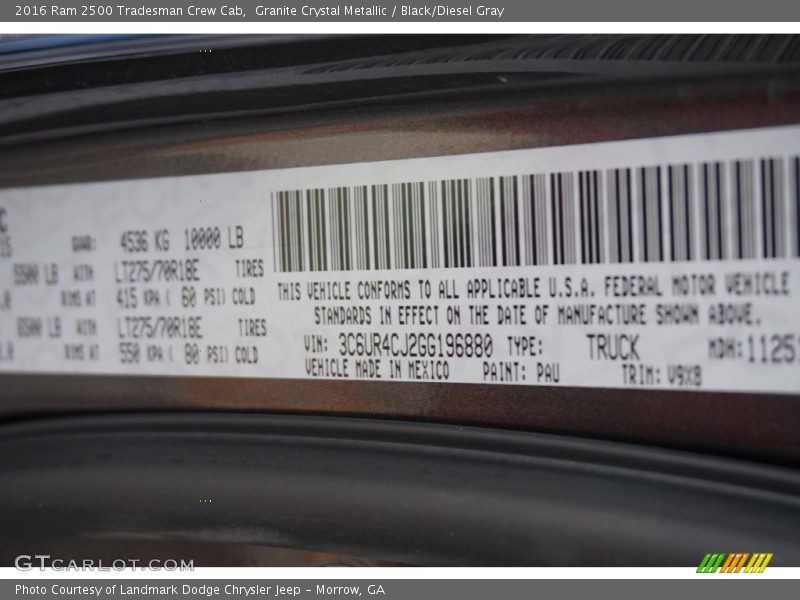 2016 Ram 2500 Tradesman Crew Cab, Granite Crystal Metallic / Black/Diesel Gray
GVWR: 4536 KG 10000 LB
5500 LB WITH LT275/70R18E TIRES
RIMS AT 415 KPA ( 60 PSI) COLD
6500 LB WITH LT275/70R18E TIRES
RIMS AT 550 KPA ( 80 PSI) COLD
THIS VEHICLE CONFORMS TO ALL APPLICABLE U.S.A. FEDERAL MOTOR VEHICLE
STANDARDS IN EFFECT ON THE DATE OF MANUFACTURE SHOWN ABOVE.
VIN: 3C6UR4CJ2GG196880 TYPE: TRUCK MDH: 11251
VEHICLE MADE IN MEXICO PAINT: PAU TRIM: V9X8
GTCARLOT.COM
Photo Courtesy of Landmark Dodge Chrysler Jeep – Morrow, GA